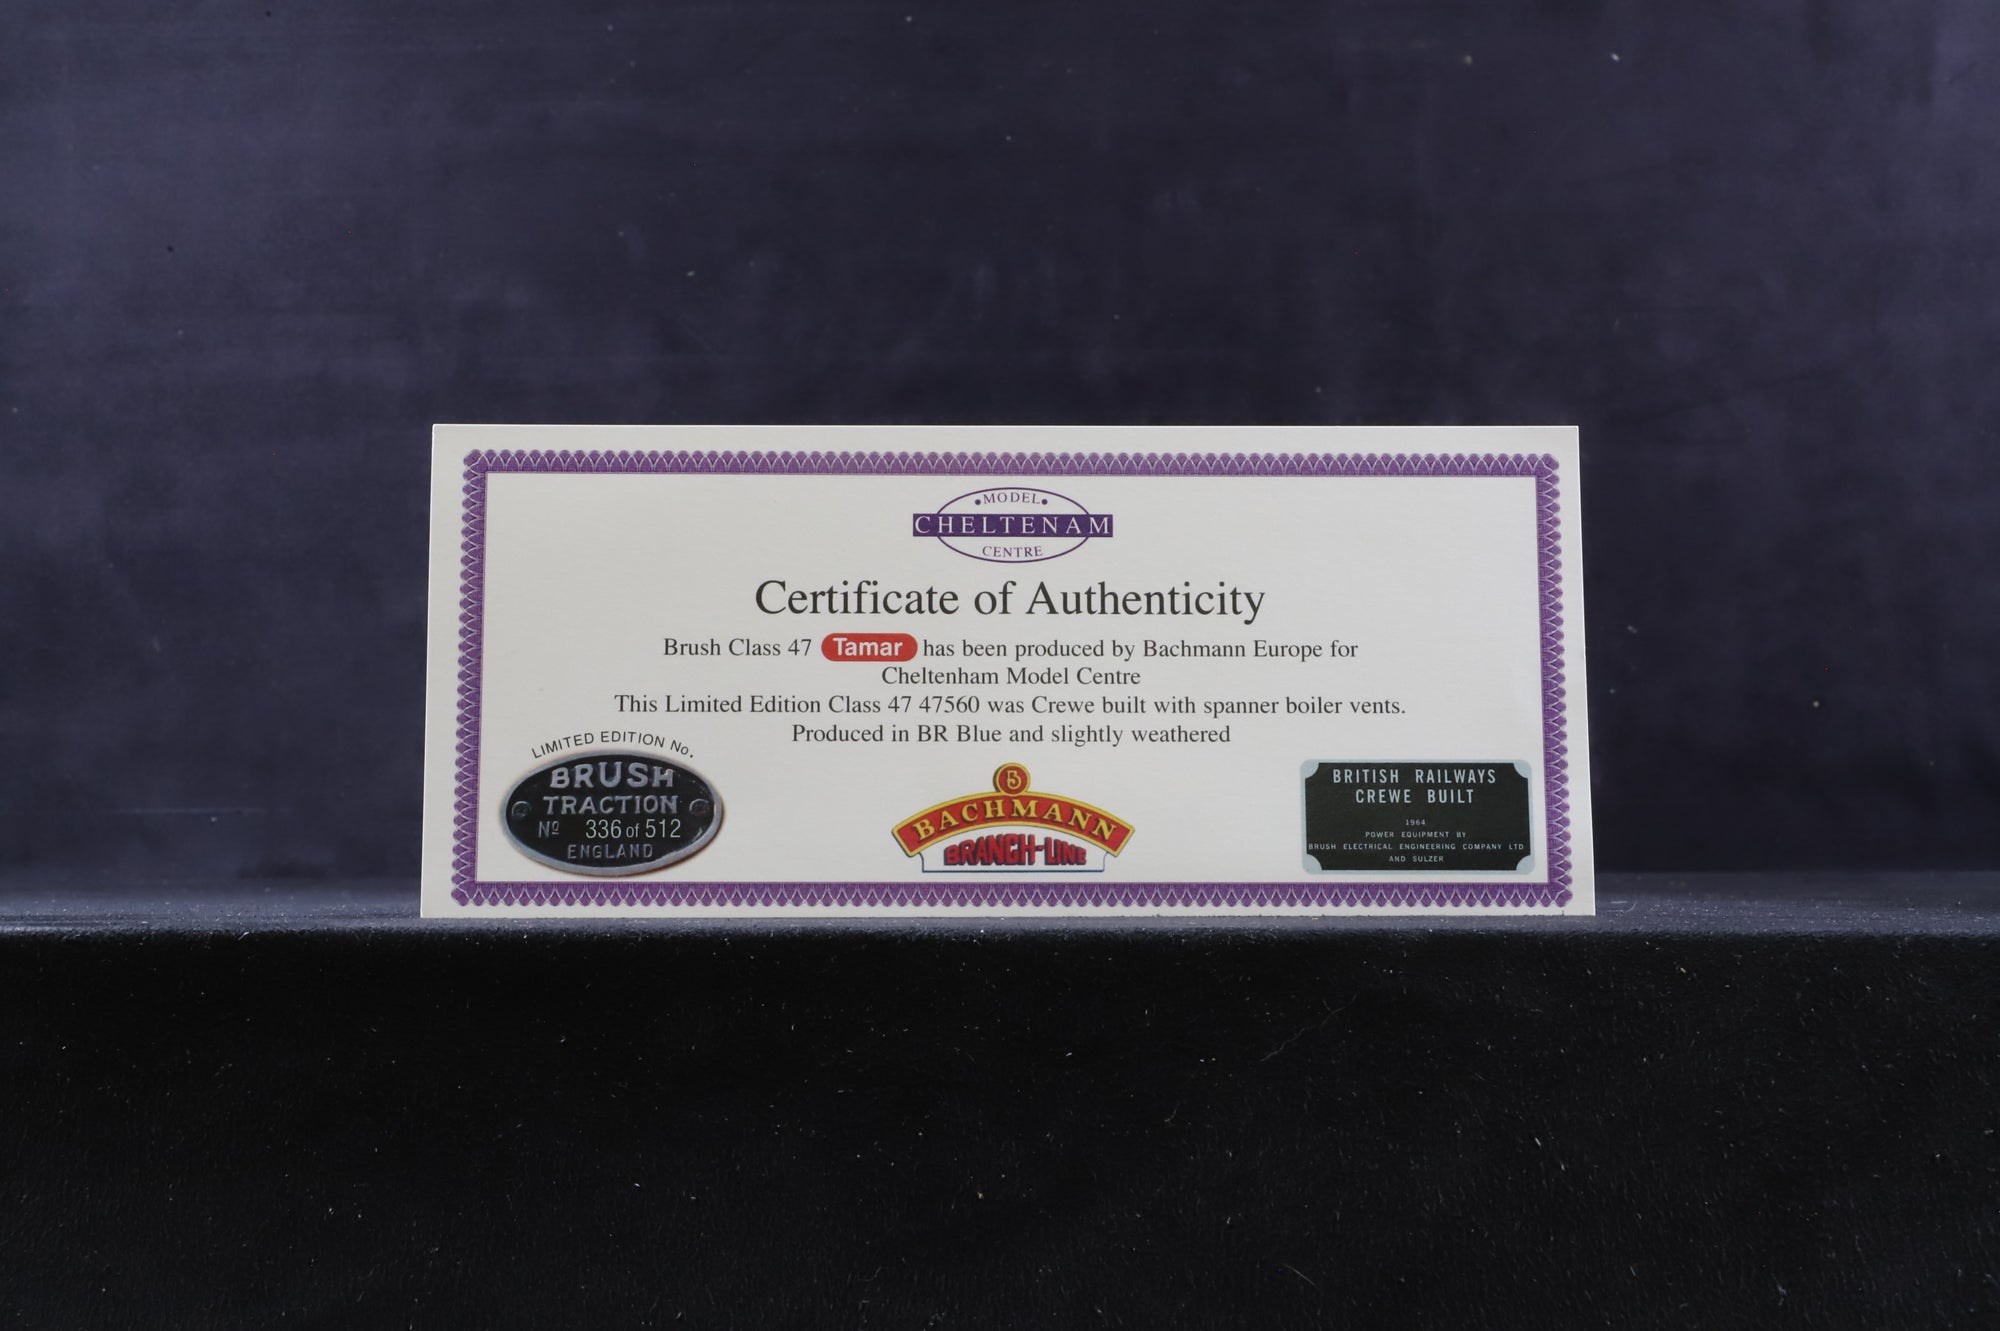 •MODEL•
CHELTENAM
CENTRE
Certificate of Authenticity
Brush Class 47 Tamar has been produced by Bachmann Europe for
Cheltenham Model Centre
This Limited Edition Class 47 47560 was Crewe built with spanner boiler vents.
Produced in BR Blue and slightly weathered
LIMITED EDITION No.
BRUSH
TRACTION
Nº 336 of 512
ENGLAND
BACHMANN
BRANCH-LINE
BRITISH RAILWAYS
CREWE BUILT
1964
POWER EQUIPMENT BY
BRUSH ELECTRICAL ENGINEERING COMPANY LTD
AND SULZER